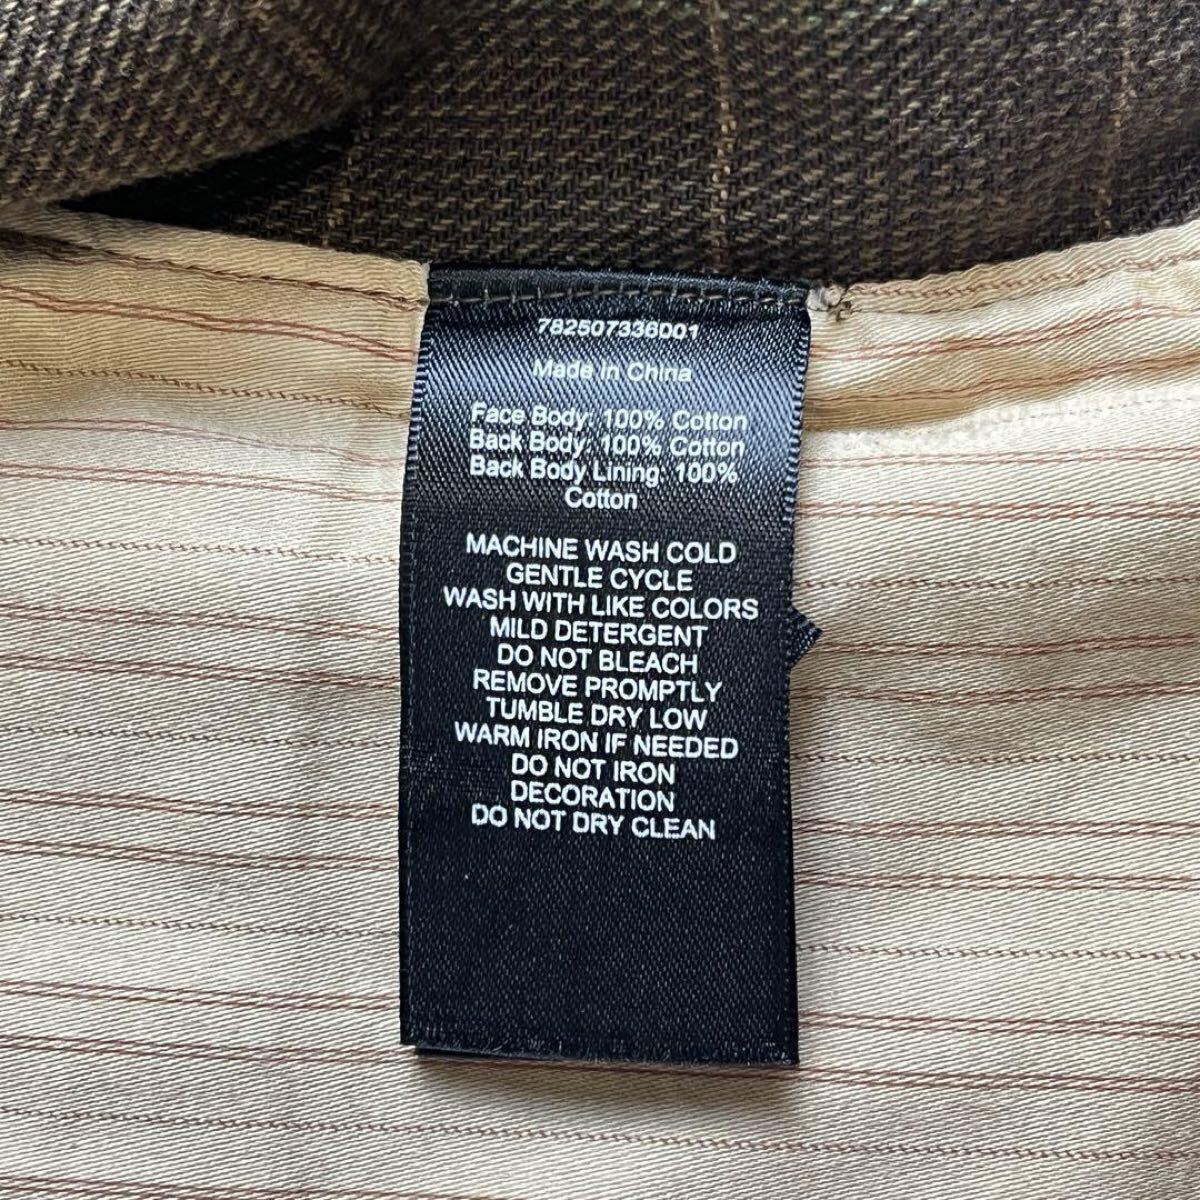 782507336001
Made in China
Face Body: 100% Cotton
Back Body: 100% Cotton
Back Body Lining: 100%
Cotton
MACHINE WASH COLD
GENTLE CYCLE
WASH WITH LIKE COLORS
MILD DETERGENT
DO NOT BLEACH
REMOVE PROMPTLY
TUMBLE DRY LOW
WARM IRON IF NEEDED
DO NOT IRON
DECORATION
DO NOT DRY CLEAN